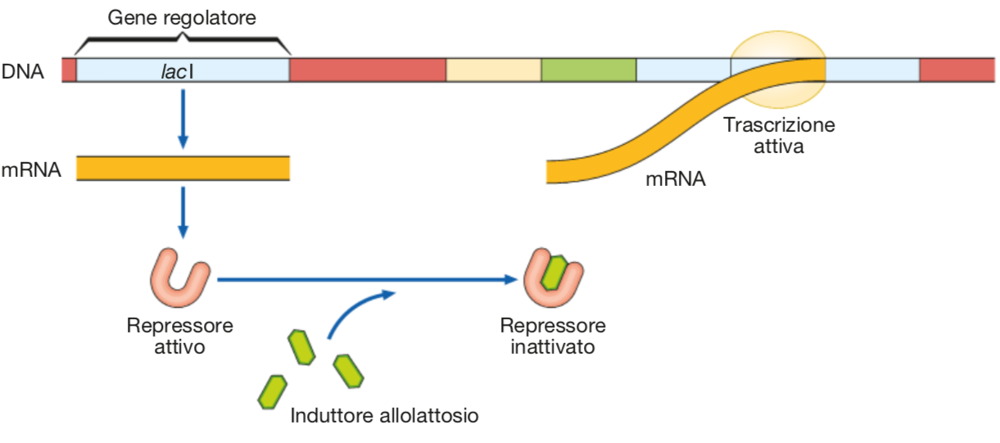 Gene regolatore
DNA
lacI
Trascrizione
attiva
mRNA
mRNA
Repressore
attivo
Repressore
inattivato
Induttore allolattosio